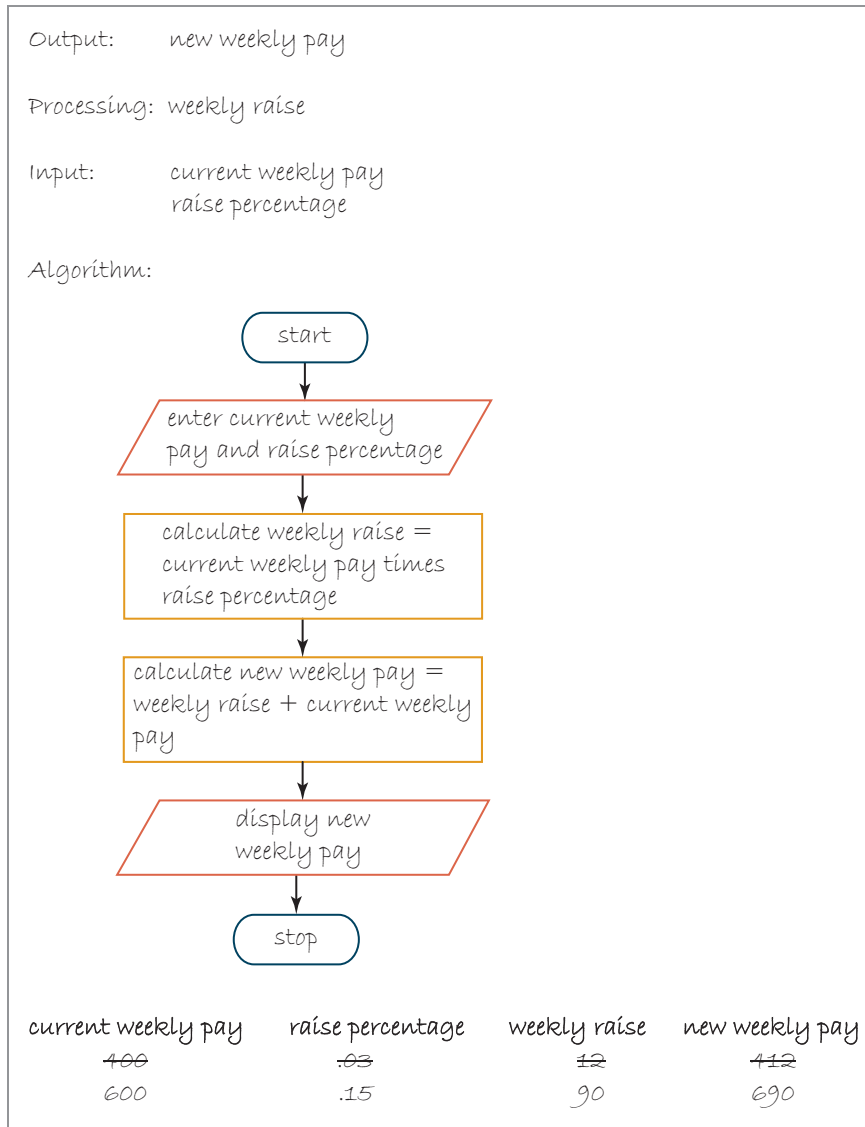 Output: new weekly pay
Processing: weekly raise
Input: current weekly pay
raise percentage
Algorithm:
start
enter current weekly
pay and raise percentage
calculate weekly raise =
current weekly pay times
raise percentage
calculate new weekly pay =
weekly raise + current weekly
pay
display new
weekly pay
stop
current weekly pay raise percentage weekly raise new weekly pay
400 .03 12 412
600 .15 90 690